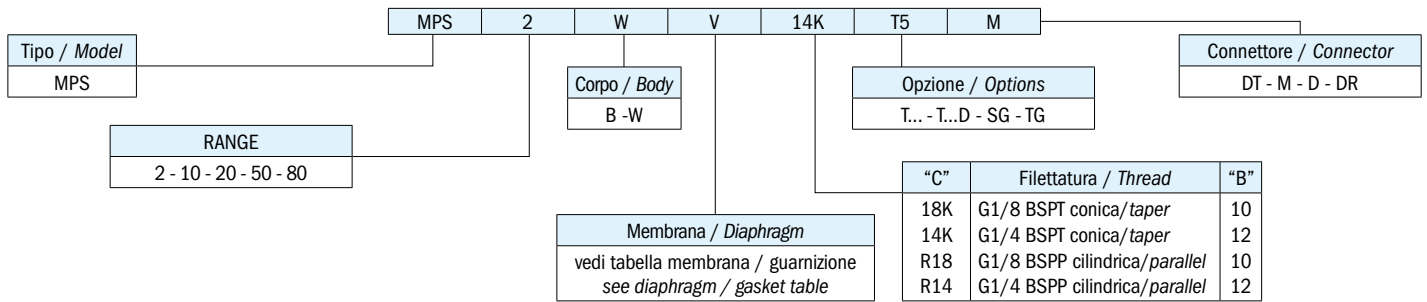 MPS 2 W V 14K T5 M
Tipo / Model
MPS
Corpo / Body
B -W
Opzione / Options
T... - T...D - SG - TG
Connettore / Connector
DT - M - D - DR
RANGE
2 - 10 - 20 - 50 - 80
Membrana / Diaphragm
vedi tabella membrana / guarnizione
see diaphragm / gasket table
“C” Filettatura / Thread “B”
18K G1/8 BSPT conica/taper 10
14K G1/4 BSPT conica/taper 12
R18 G1/8 BSPP cilindrica/parallel 10
R14 G1/4 BSPP cilindrica/parallel 12